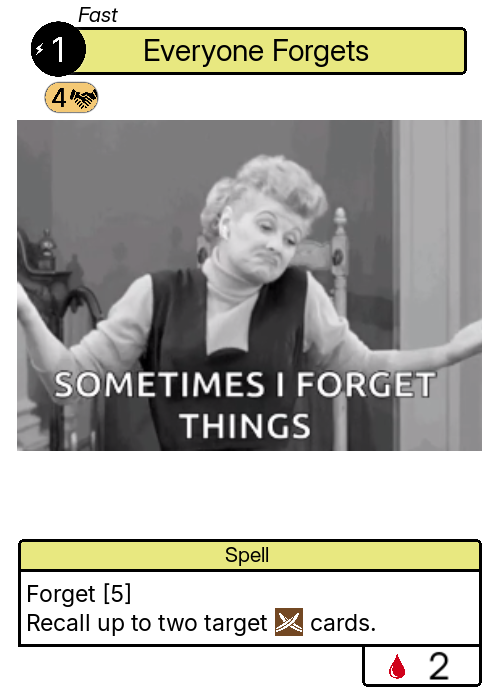 Fast
1
Everyone Forgets
4
SOMETIMES I FORGET
THINGS
Spell
Forget [5]
Recall up to two target cards.
2